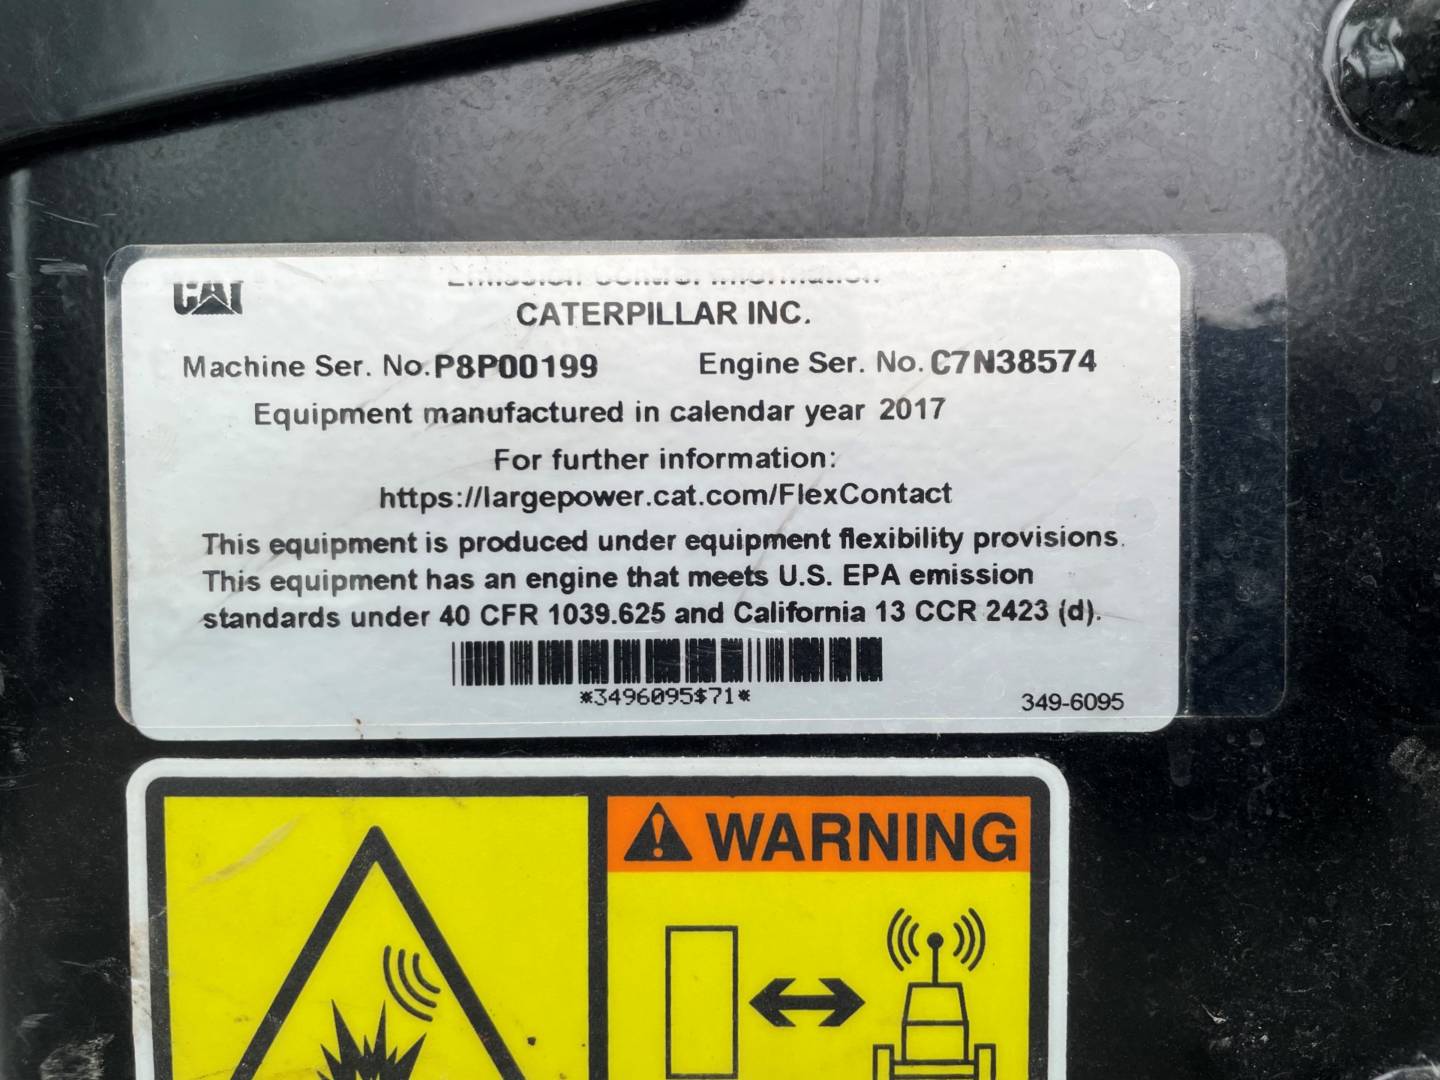 CAT
Emission Control Information
CATERPILLAR INC.
Machine Ser. No.P8P00199 Engine Ser. No.C7N38574
Equipment manufactured in calendar year 2017
For further information:
https://largepower.cat.com/FlexContact
This equipment is produced under equipment flexibility provisions.
This equipment has an engine that meets U.S. EPA emission
standards under 40 CFR 1039.625 and California 13 CCR 2423 (d).
*3496095$71*
349-6095
WARNING